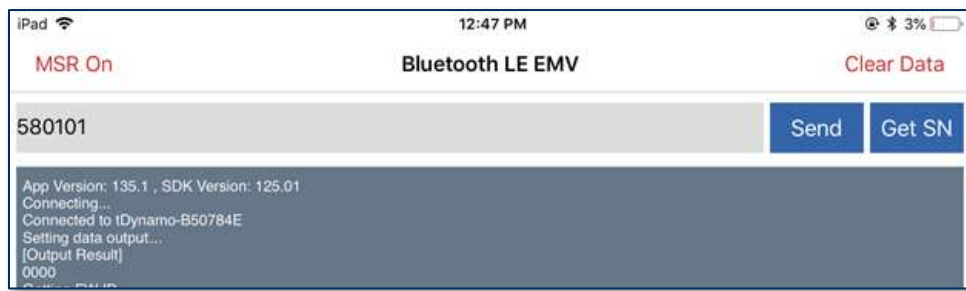 iPad 12:47 PM 3%
MSR On Bluetooth LE EMV Clear Data
580101 Send Get SN
App Version: 135.1 , SDK Version: 125.01
Connecting...
Connected to tDynamo-B50784E
Setting data output...
[Output Result]
0000